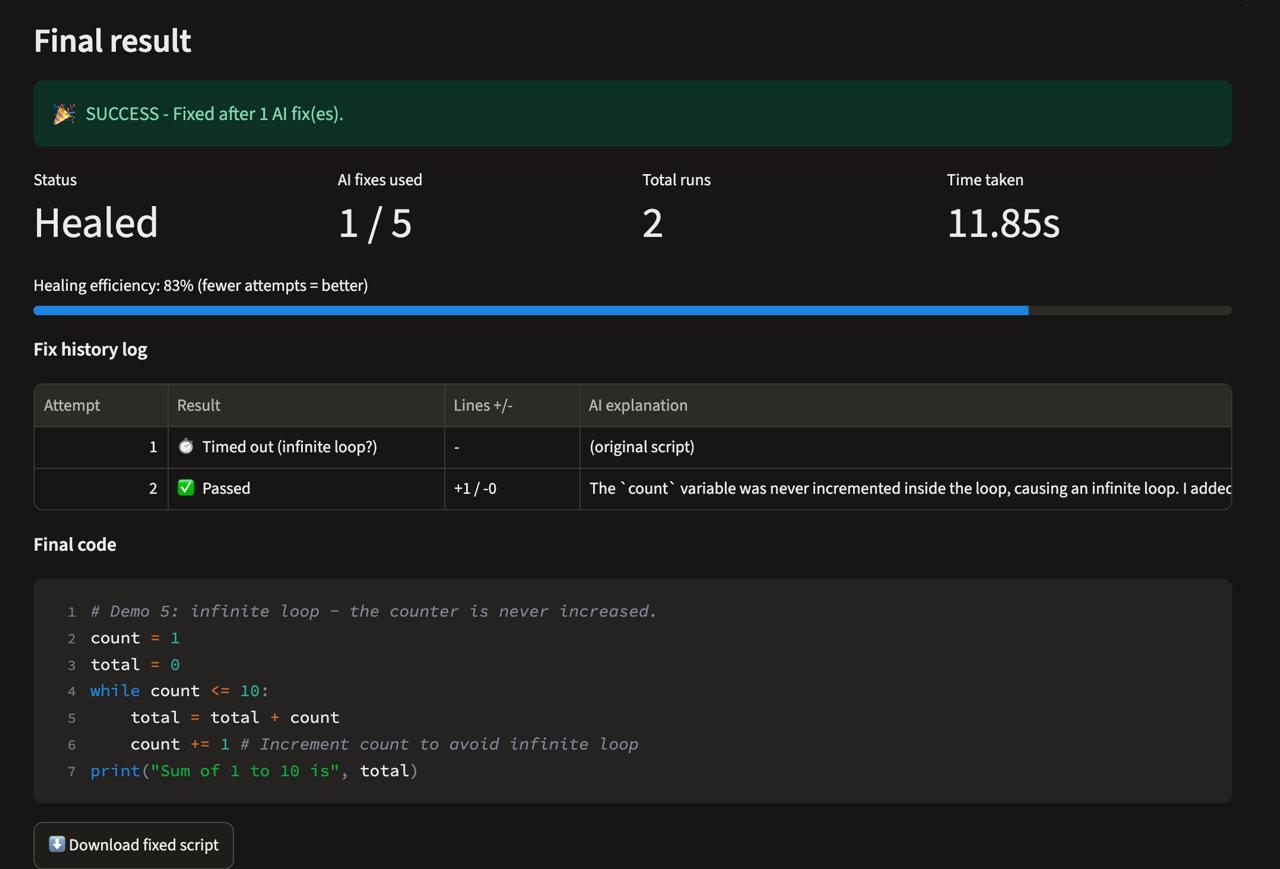 Final result
🎉 SUCCESS - Fixed after 1 AI fix(es).
Status AI fixes used Total runs Time taken
Healed 1 / 5 2 11.85s
Healing efficiency: 83% (fewer attempts = better)
Fix history log
Attempt Result Lines +/- AI explanation
1 ⏱️ Timed out (infinite loop?) - (original script)
2 ✅ Passed +1 / -0 The `count` variable was never incremented inside the loop, causing an infinite loop. I added
Final code
1 # Demo 5: infinite loop - the counter is never increased.
2 count = 1
3 total = 0
4 while count <= 10:
5     total = total + count
6     count += 1 # Increment count to avoid infinite loop
7 print("Sum of 1 to 10 is", total)
⬇️ Download fixed script